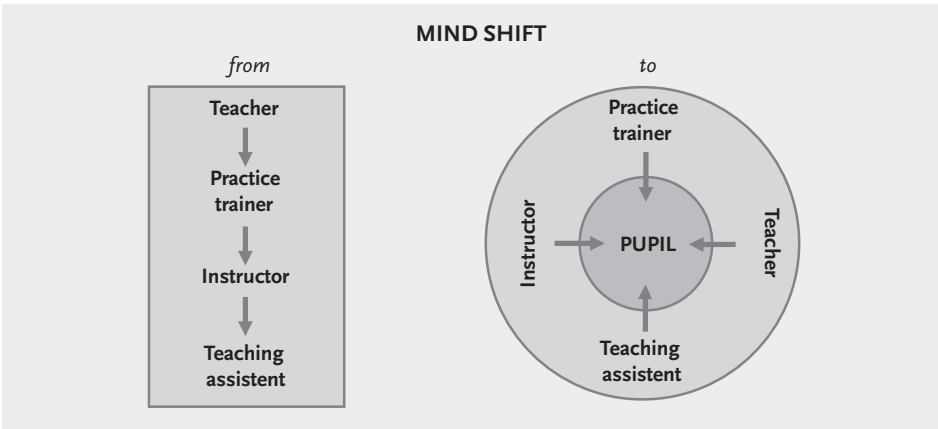 MIND SHIFT
from
Teacher
Practice
trainer
Instructor
Teaching
assistent
to
Practice
trainer
Instructor
PUPIL
Teacher
Teaching
assistent